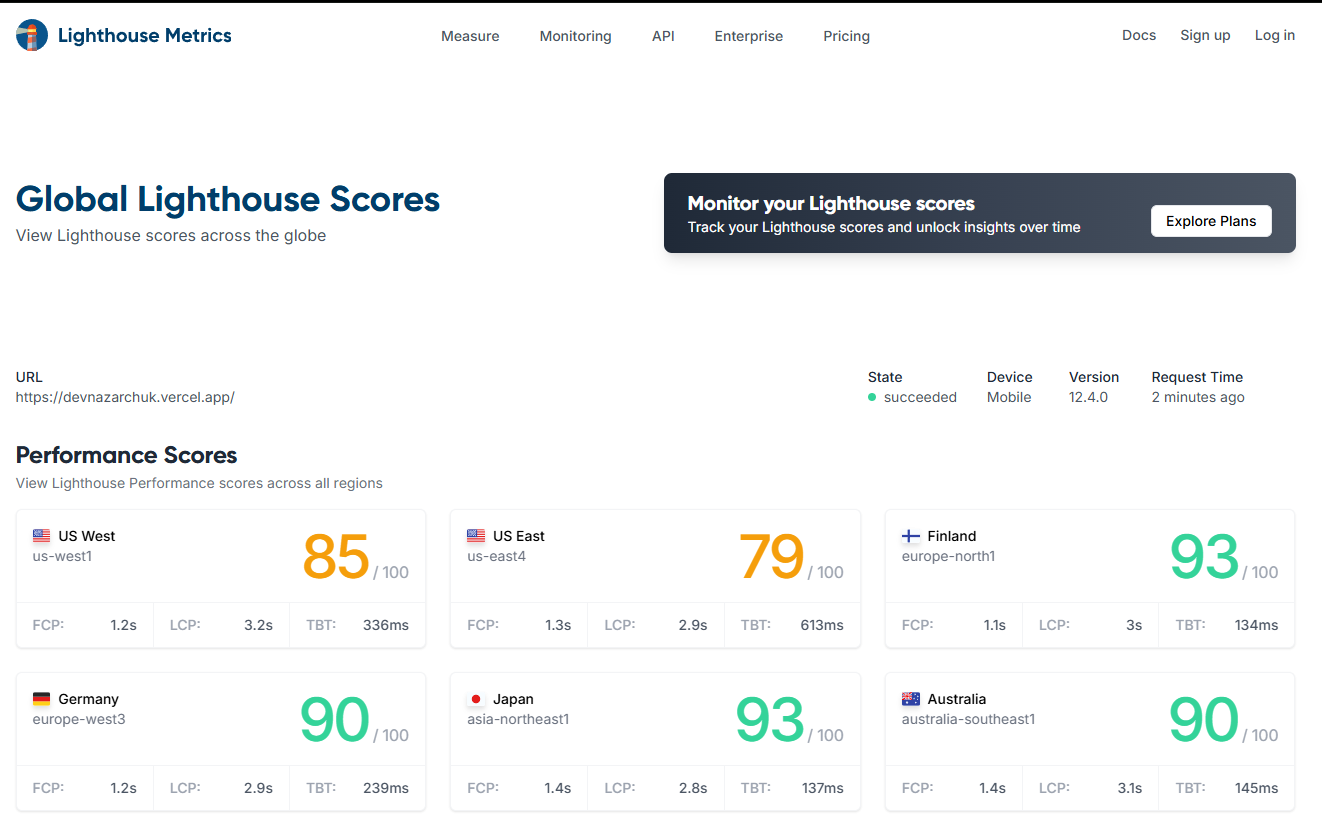 Lighthouse Metrics
Measure
Monitoring
API
Enterprise
Pricing
Docs
Sign up
Log in
Global Lighthouse Scores
View Lighthouse scores across the globe
Monitor your Lighthouse scores
Track your Lighthouse scores and unlock insights over time
Explore Plans
URL
https://devnazarchuk.vercel.app/
State
succeeded
Device
Mobile
Version
12.4.0
Request Time
2 minutes ago
Performance Scores
View Lighthouse Performance scores across all regions
US West
us-west1
85 / 100
FCP: 1.2s
LCP: 3.2s
TBT: 336ms
US East
us-east4
79 / 100
FCP: 1.3s
LCP: 2.9s
TBT: 613ms
Finland
europe-north1
93 / 100
FCP: 1.1s
LCP: 3s
TBT: 134ms
Germany
europe-west3
90 / 100
FCP: 1.2s
LCP: 2.9s
TBT: 239ms
Japan
asia-northeast1
93 / 100
FCP: 1.4s
LCP: 2.8s
TBT: 137ms
Australia
australia-southeast1
90 / 100
FCP: 1.4s
LCP: 3.1s
TBT: 145ms